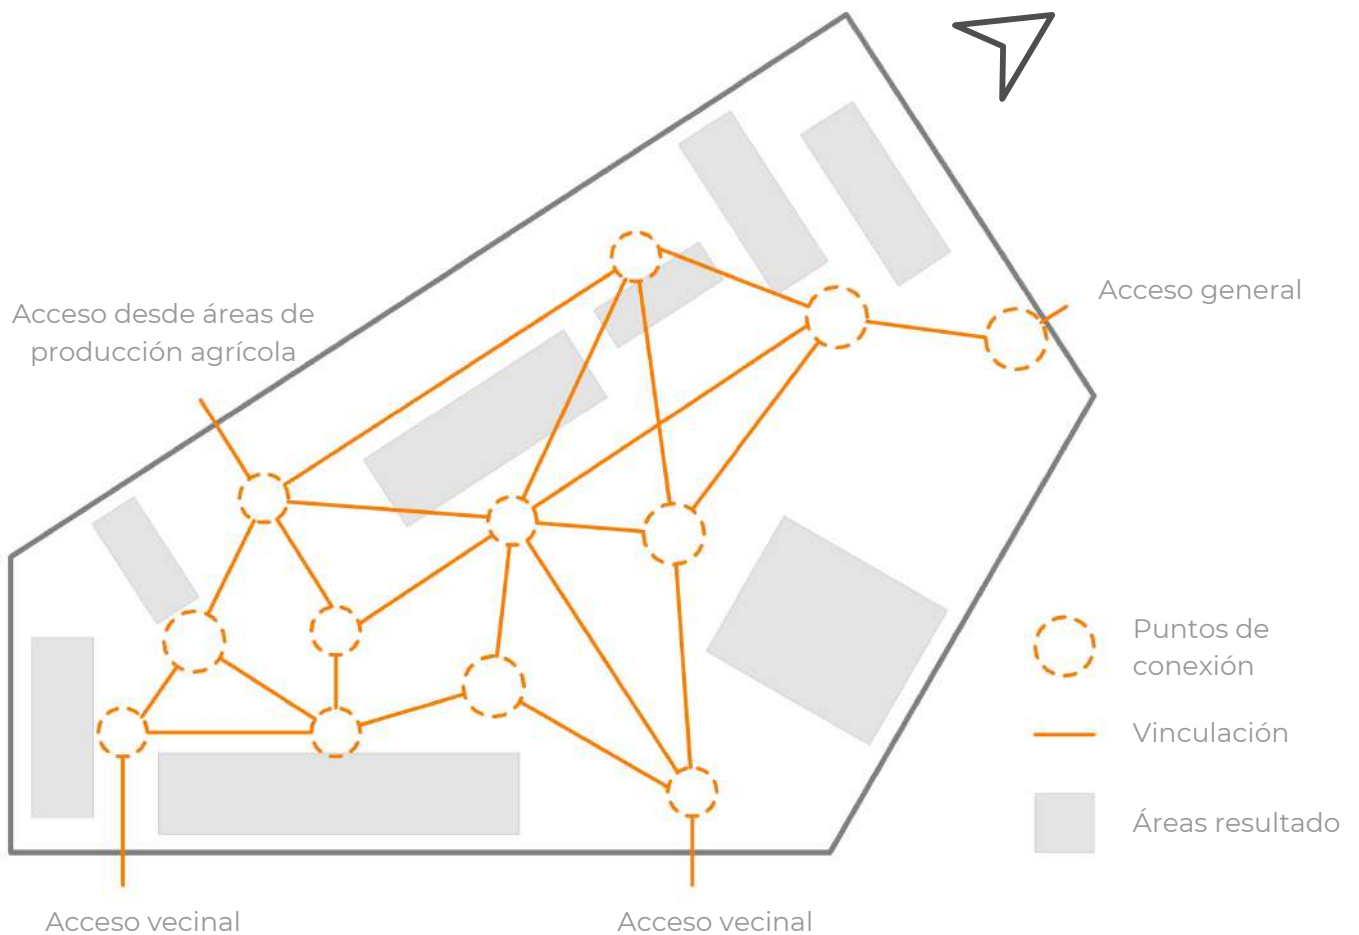 Acceso general
Acceso desde áreas de
producción agrícola
Puntos de
conexión
Vinculación
Áreas resultado
Acceso vecinal
Acceso vecinal